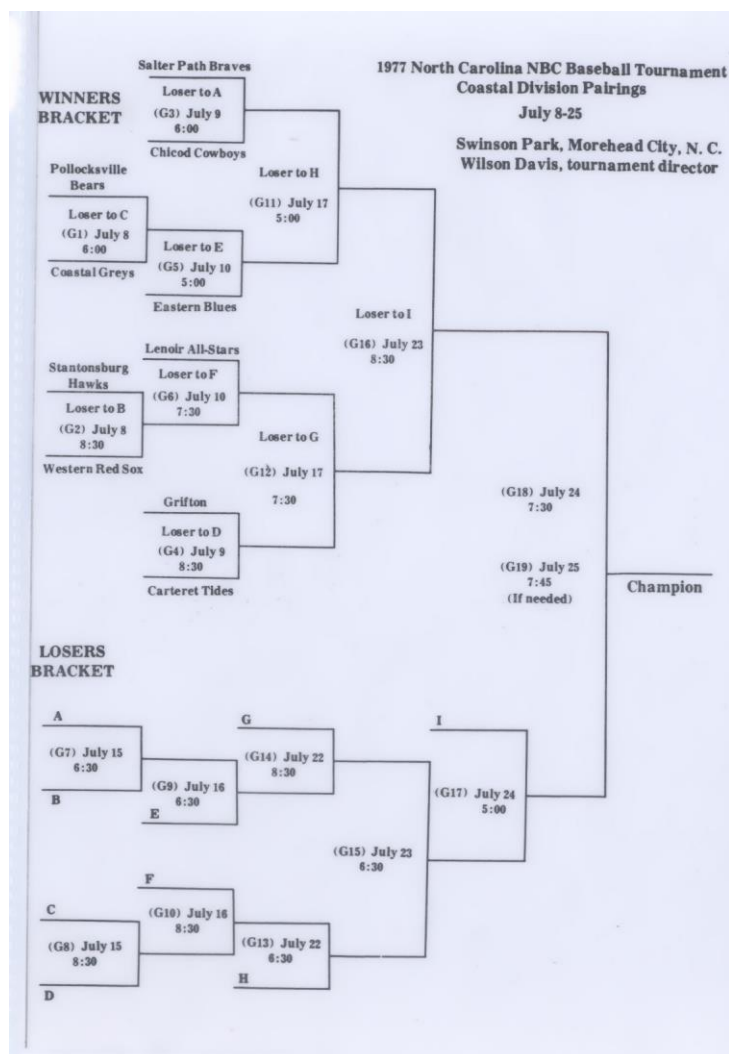 1977 North Carolina NBC Baseball Tournament
Coastal Division Pairings
July 8-25
Swinson Park, Morehead City, N. C.
Wilson Davis, tournament director
WINNERS
BRACKET
Salter Path Braves
Loser to A
(G3) July 9
6:00
Chicod Cowboys
Pollocksville
Bears
Loser to C
(G1) July 8
6:00
Coastal Greys
Loser to E
(G5) July 10
5:00
Eastern Blues
Loser to H
(G11) July 17
5:00
Lenoir All-Stars
Stantonsburg
Hawks
Loser to F
(G6) July 10
7:30
Loser to B
(G2) July 8
8:30
Western Red Sox
Loser to G
(G12) July 17
7:30
Grifton
Loser to D
(G4) July 9
8:30
Carteret Tides
Loser to I
(G16) July 23
8:30
(G18) July 24
7:30
(G19) July 25
7:45
(If needed)
Champion
LOSERS
BRACKET
A
(G7) July 15
6:30
B
(G9) July 16
6:30
E
G
(G14) July 22
8:30
I
(G17) July 24
5:00
(G15) July 23
6:30
F
(G10) July 16
8:30
C
(G8) July 15
8:30
D
(G13) July 22
6:30
H